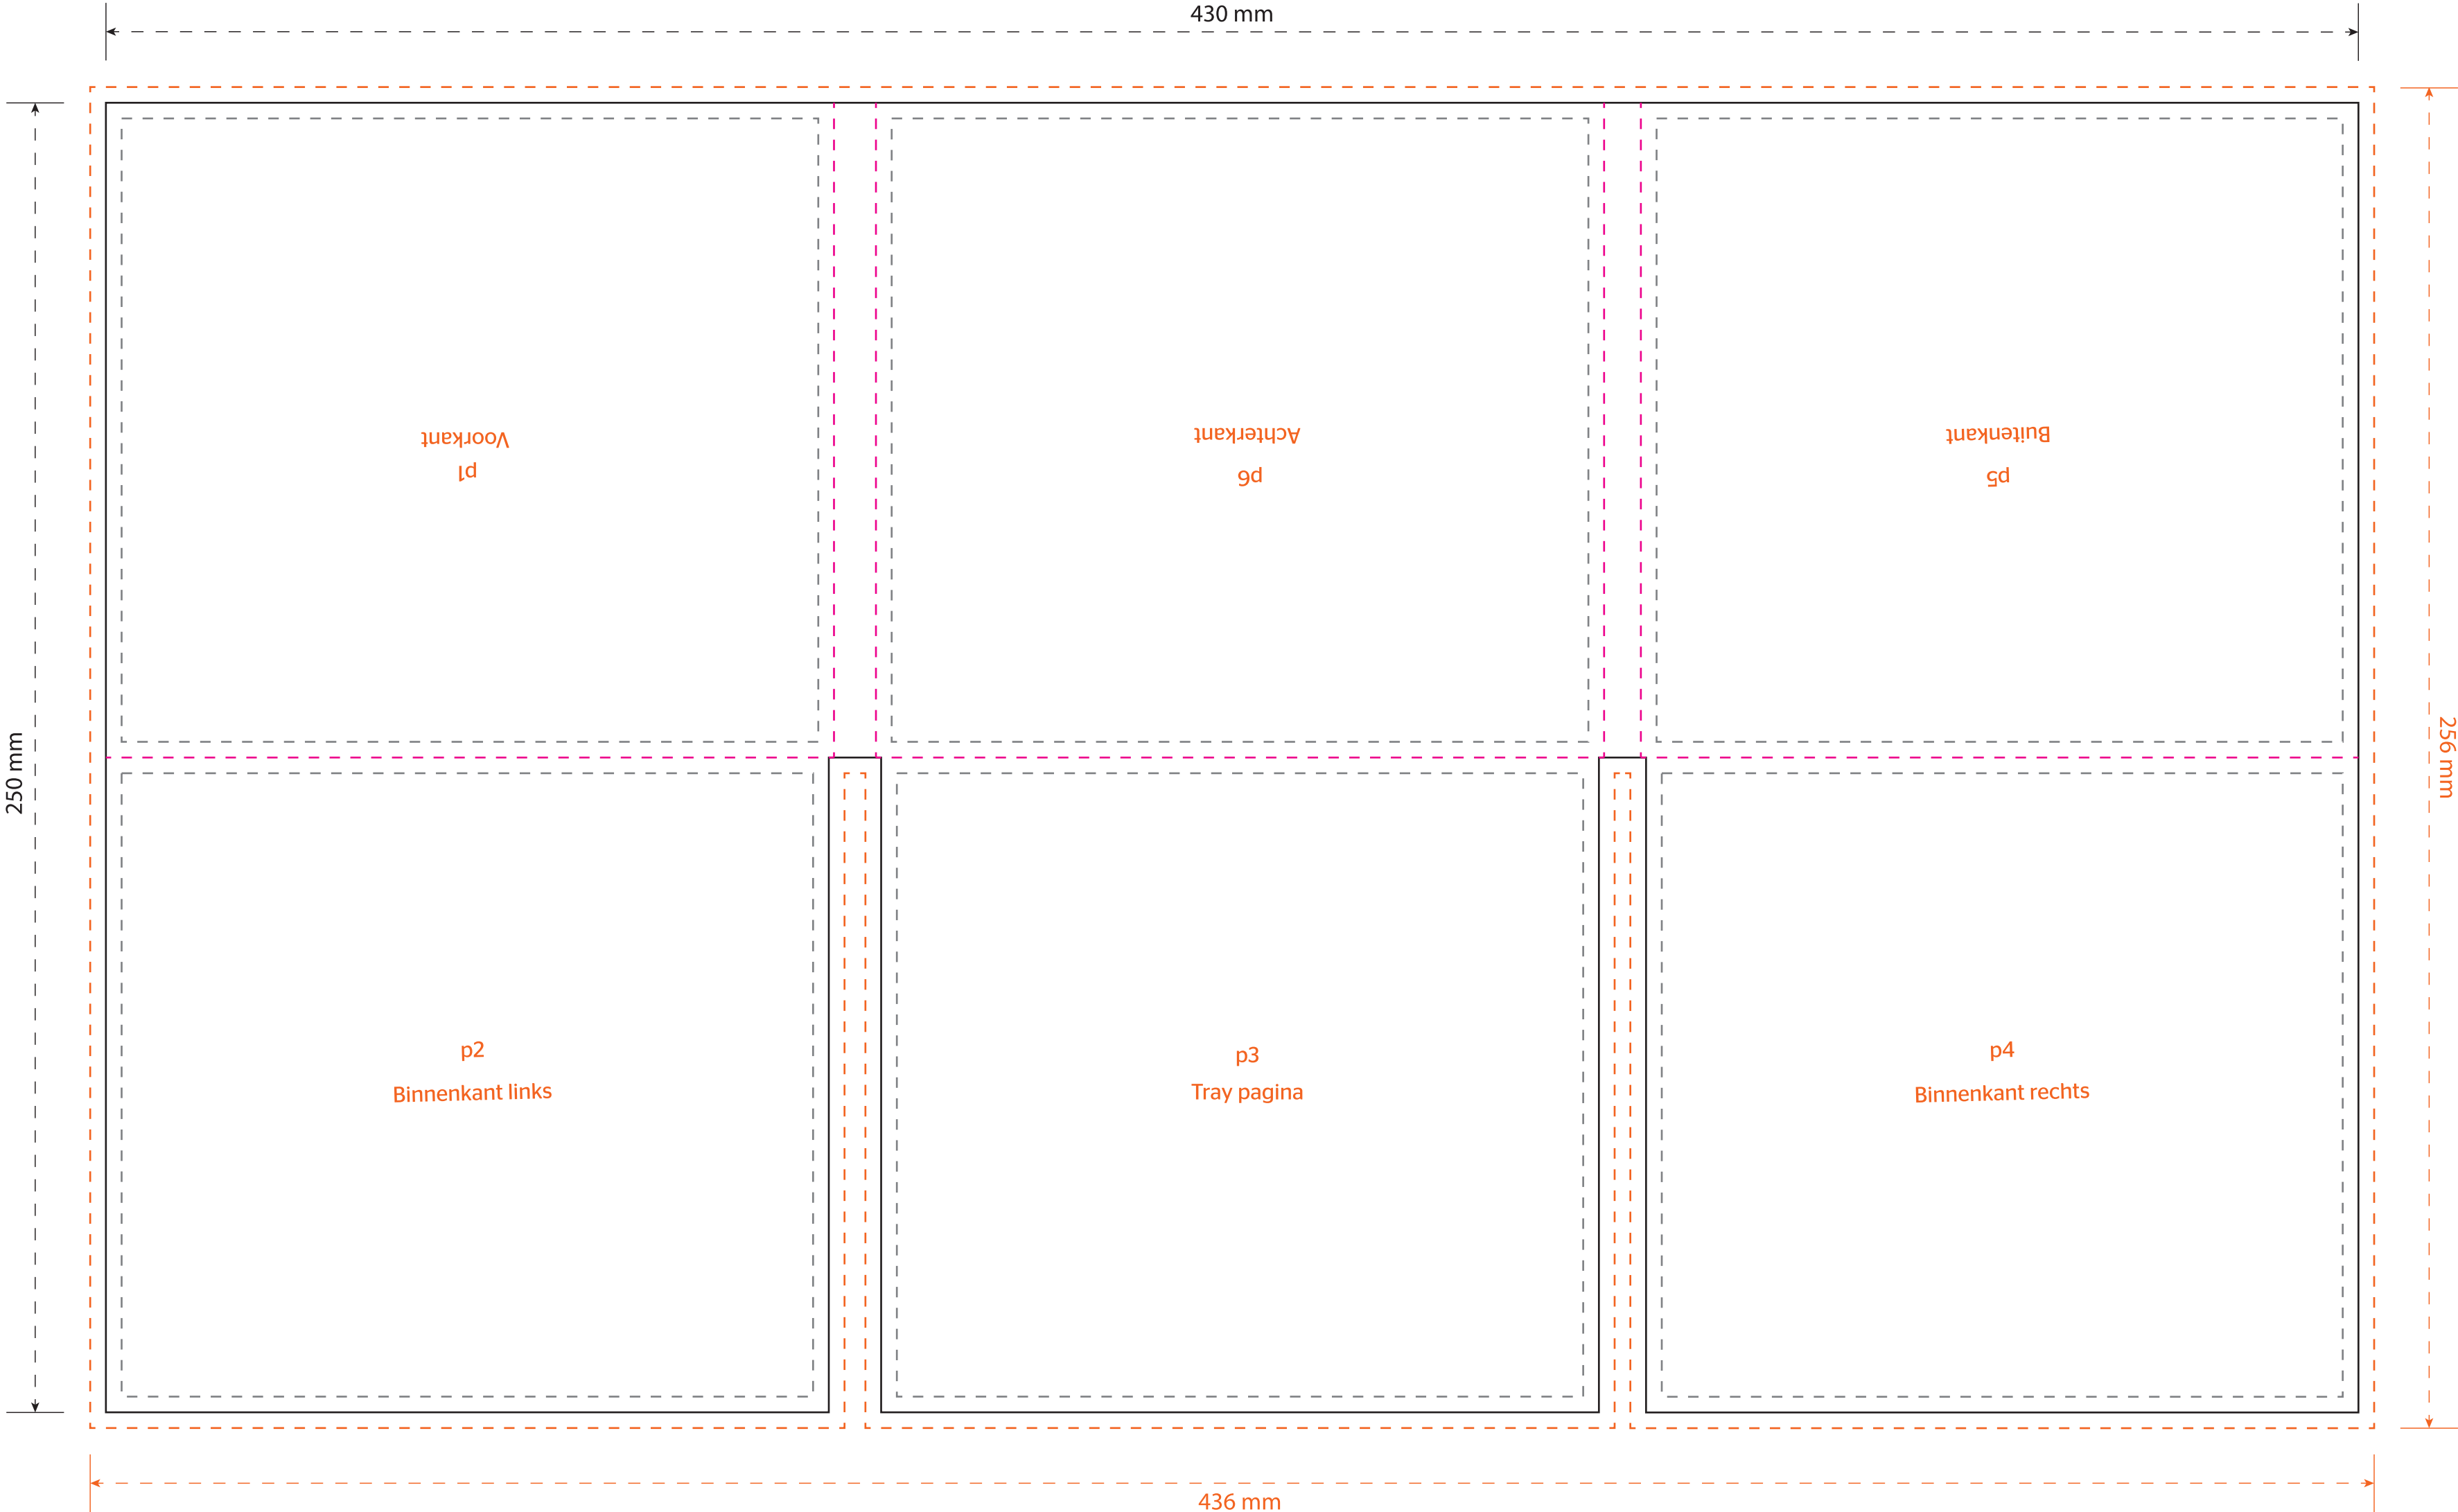 430 mm
Voorkant
p1
Achterkant
p6
Buitenkant
p5
250 mm
256 mm
p2
Binnenkant links
p3
Tray pagina
p4
Binnenkant rechts
436 mm